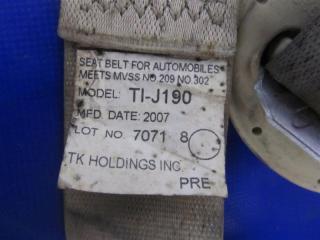 SEAT BELT FOR AUTOMOBILES
MEETS MVSS NO.209 NO.302
MODEL: TI-J190
MFD. DATE: 2007
LOT NO. 7071 8
TK HOLDINGS INC.
PRE